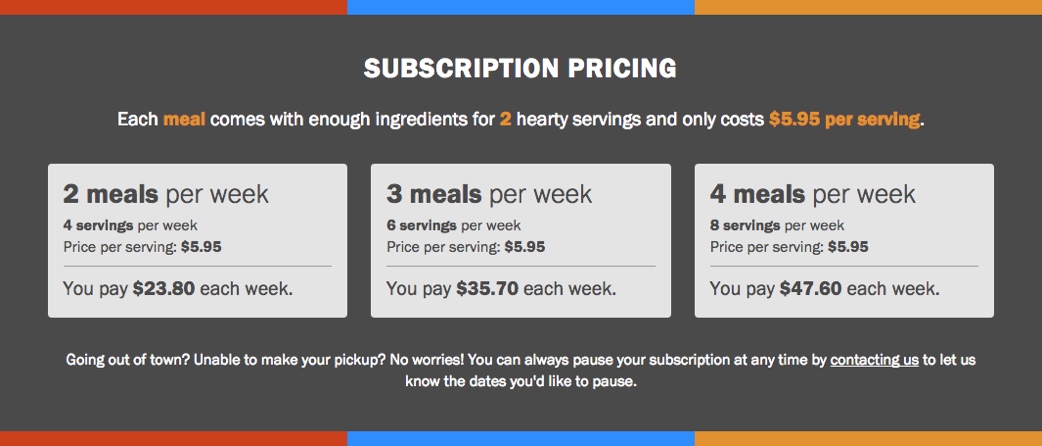 SUBSCRIPTION PRICING
Each meal comes with enough ingredients for 2 hearty servings and only costs $5.95 per serving.
2 meals per week
4 servings per week
Price per serving: $5.95
You pay $23.80 each week.
3 meals per week
6 servings per week
Price per serving: $5.95
You pay $35.70 each week.
4 meals per week
8 servings per week
Price per serving: $5.95
You pay $47.60 each week.
Going out of town? Unable to make your pickup? No worries! You can always pause your subscription at any time by contacting us to let us
know the dates you'd like to pause.